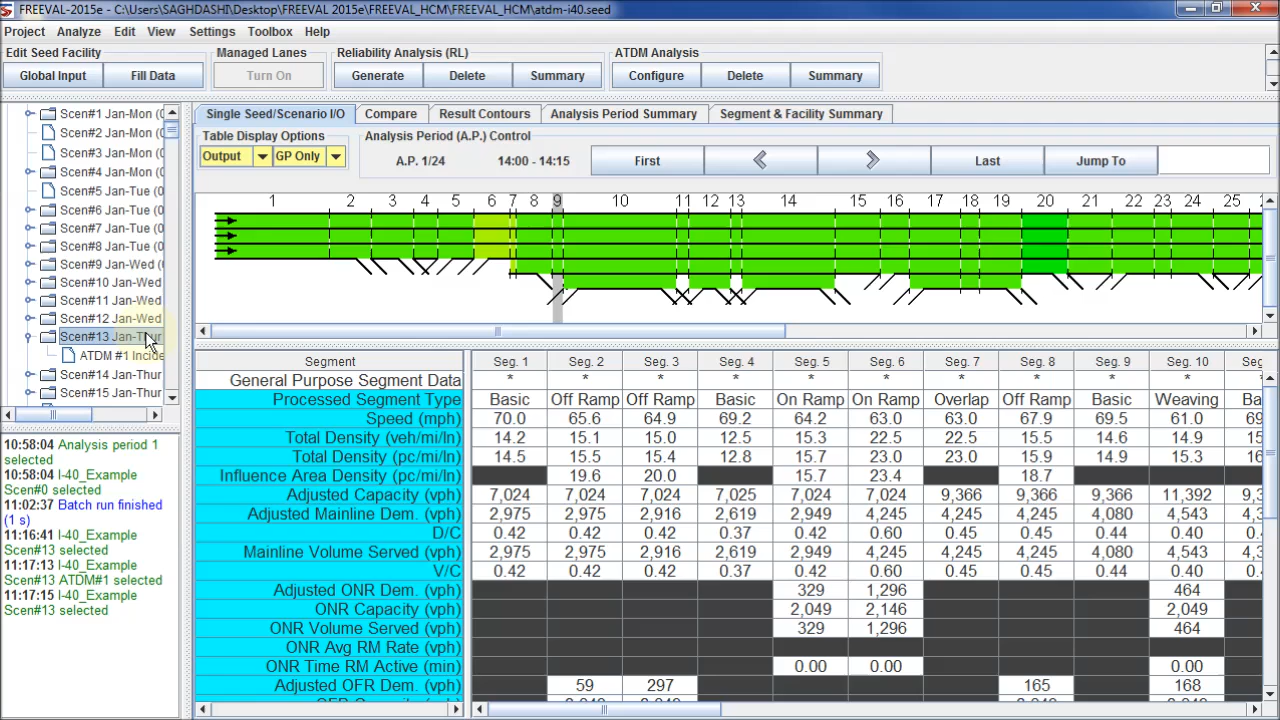 FREEVAL-2015e - C:\Users\SAGHDASHI\Desktop\FREEVAL 2015e\FREEVAL_HCM\FREEVAL_HCM\atdm-i40.seed
Project Analyze Edit View Settings Toolbox Help
Edit Seed Facility Managed Lanes Reliability Analysis (RL) ATDM Analysis
Global Input Fill Data Turn On Generate Delete Summary Configure Delete Summary
Scen#1 Jan-Mon (0
Scen#2 Jan-Mon (0
Scen#3 Jan-Mon (0
Scen#4 Jan-Mon (0
Scen#5 Jan-Tue (0
Scen#6 Jan-Tue (0
Scen#7 Jan-Tue (0
Scen#8 Jan-Tue (0
Scen#9 Jan-Wed (
Scen#10 Jan-Wed
Scen#11 Jan-Wed
Scen#12 Jan-Wed
Scen#13 Jan-Thur
ATDM #1 Incide
Scen#14 Jan-Thur
Scen#15 Jan-Thur
10:58:04 Analysis period 1
selected
10:58:04 I-40_Example
Scen#0 selected
11:02:37 Batch run finished
(1 s)
11:16:41 I-40_Example
Scen#13 selected
11:17:13 I-40_Example
Scen#13 ATDM#1 selected
11:17:15 I-40_Example
Scen#13 selected
Single Seed/Scenario I/O Compare Result Contours Analysis Period Summary Segment & Facility Summary
Table Display Options Analysis Period (A.P.) Control
Output GP Only A.P. 1/24 14:00 - 14:15 First Last Jump To
1 2 3 4 5 6 7 8 9 10 11 12 13 14 15 16 17 18 19 20 21 22 23 24 25
Segment Seg. 1 Seg. 2 Seg. 3 Seg. 4 Seg. 5 Seg. 6 Seg. 7 Seg. 8 Seg. 9 Seg. 10 Seg
General Purpose Segment Data * * * * * * * * * *
Processed Segment Type Basic Off Ramp Off Ramp Basic On Ramp On Ramp Overlap Off Ramp Basic Weaving Ba
Speed (mph) 70.0 65.6 64.9 69.2 64.2 63.0 63.0 67.9 69.5 61.0 69
Total Density (veh/mi/ln) 14.2 15.1 15.0 12.5 15.3 22.5 22.5 15.5 14.6 14.9 15
Total Density (pc/mi/ln) 14.5 15.5 15.4 12.8 15.7 23.0 23.0 15.9 14.9 15.3 16
Influence Area Density (pc/mi/ln) 19.6 20.0 15.7 23.4 18.7
Adjusted Capacity (vph) 7,024 7,024 7,024 7,025 7,024 7,024 9,366 9,366 9,366 11,392 9,3
Adjusted Mainline Dem. (vph) 2,975 2,975 2,916 2,619 2,949 4,245 4,245 4,245 4,080 4,543 4,3
D/C 0.42 0.42 0.42 0.37 0.42 0.60 0.45 0.45 0.44 0.40 0.
Mainline Volume Served (vph) 2,975 2,975 2,916 2,619 2,949 4,245 4,245 4,245 4,080 4,543 4,3
V/C 0.42 0.42 0.42 0.37 0.42 0.60 0.45 0.45 0.44 0.40 0.
Adjusted ONR Dem. (vph) 329 1,296 464
ONR Capacity (vph) 2,049 2,146 2,049
ONR Volume Served (vph) 329 1,296 464
ONR Avg RM Rate (vph)
ONR Time RM Active (min) 0.00 0.00 0.00
Adjusted OFR Dem. (vph) 59 297 165 168